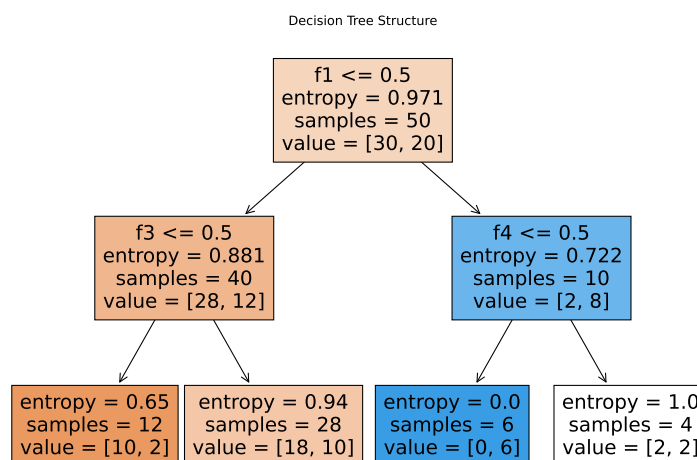 Decision Tree Structure
f1 <= 0.5
entropy = 0.971
samples = 50
value = [30, 20]
f3 <= 0.5
entropy = 0.881
samples = 40
value = [28, 12]
f4 <= 0.5
entropy = 0.722
samples = 10
value = [2, 8]
entropy = 0.65
samples = 12
value = [10, 2]
entropy = 0.94
samples = 28
value = [18, 10]
entropy = 0.0
samples = 6
value = [0, 6]
entropy = 1.0
samples = 4
value = [2, 2]